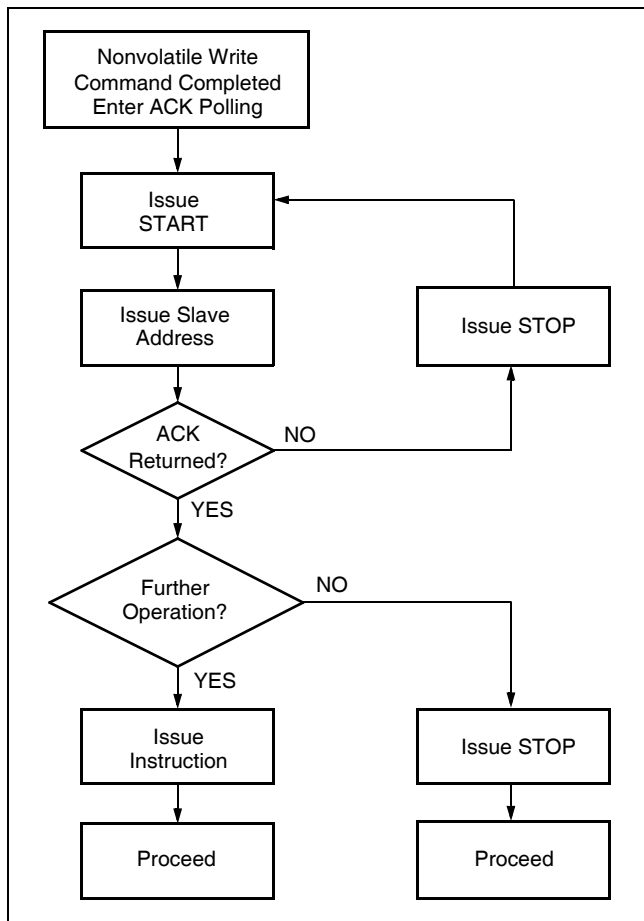 Nonvolatile Write
Command Completed
Enter ACK Polling
Issue
START
Issue Slave
Address
Issue STOP
ACK
Returned?
NO
YES
Further
Operation?
NO
YES
Issue
Instruction
Issue STOP
Proceed
Proceed